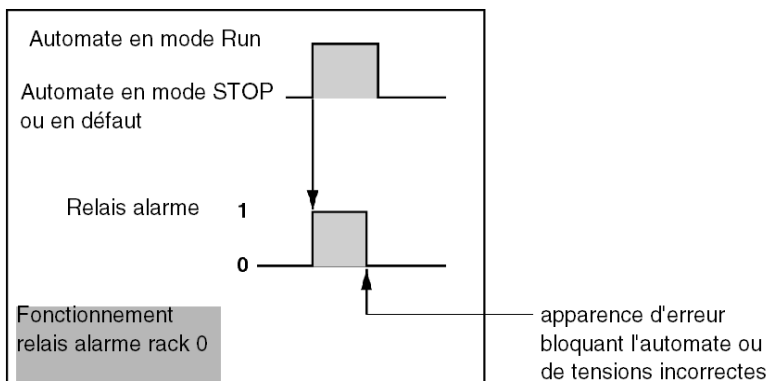 Automate en mode Run
Automate en mode STOP
ou en défaut
Relais alarme 1
0
Fonctionnement
relais alarme rack 0
apparence d'erreur
bloquant l'automate ou
de tensions incorrectes